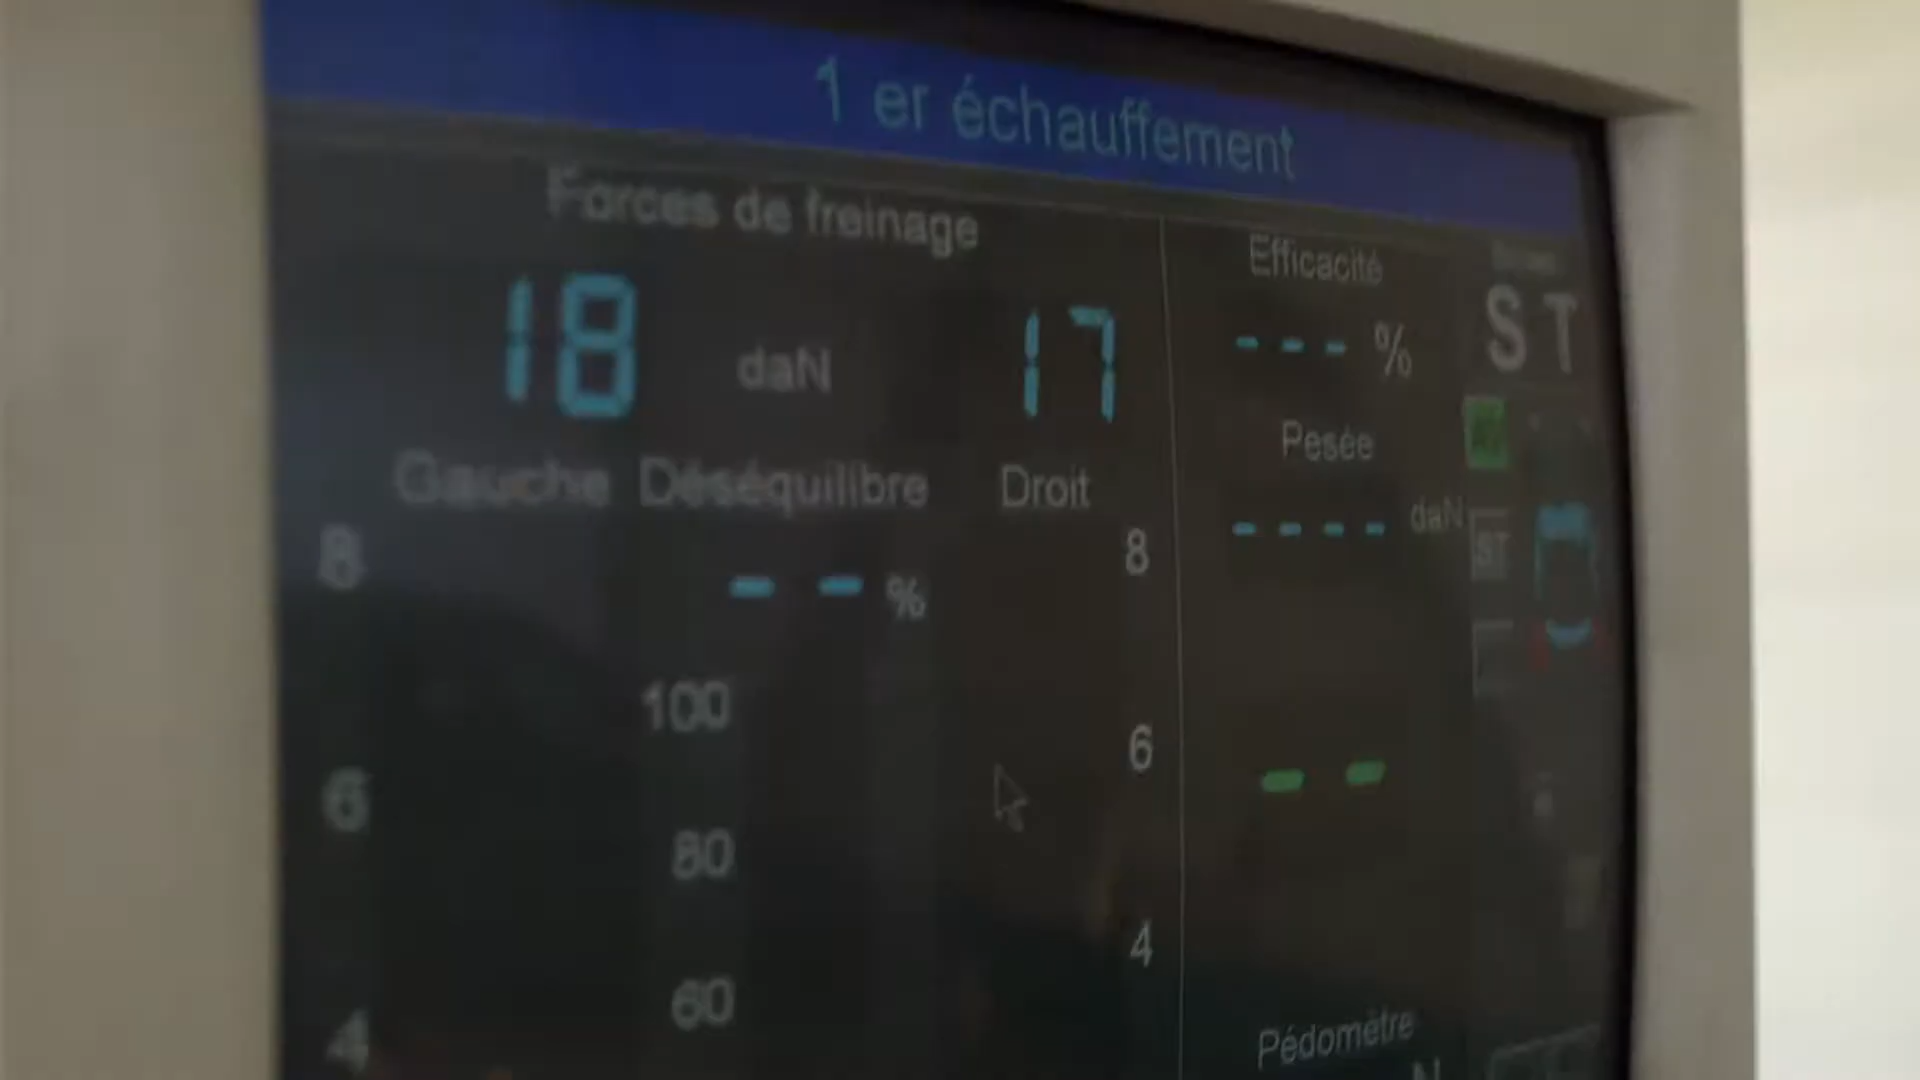 1 er échauffement
Forces de freinage
18 daN 17
Gauche Déséquilibre Droit
8 8
- - %
100
6 6
80
4 4
60
Efficacité
- - - %
Pesée
- - - - daN
- -
Pédomètre
N
S T
ST